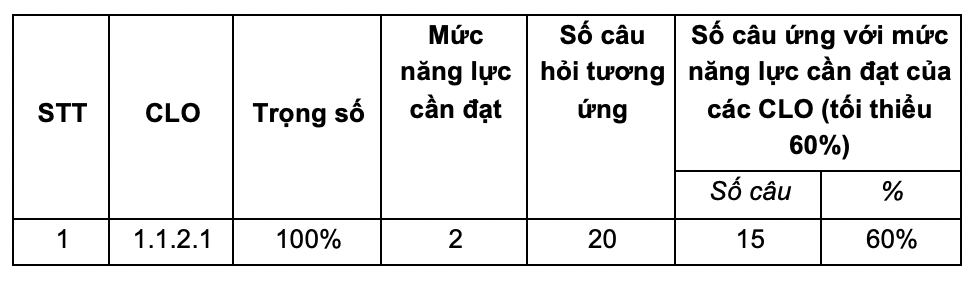 STT
CLO
Trọng số
Mức
năng lực
cần đạt
Số câu
hỏi tương
ứng
Số câu ứng với mức
năng lực cần đạt của
các CLO (tối thiểu
60%)
Số câu
%
1
1.1.2.1
100%
2
20
15
60%